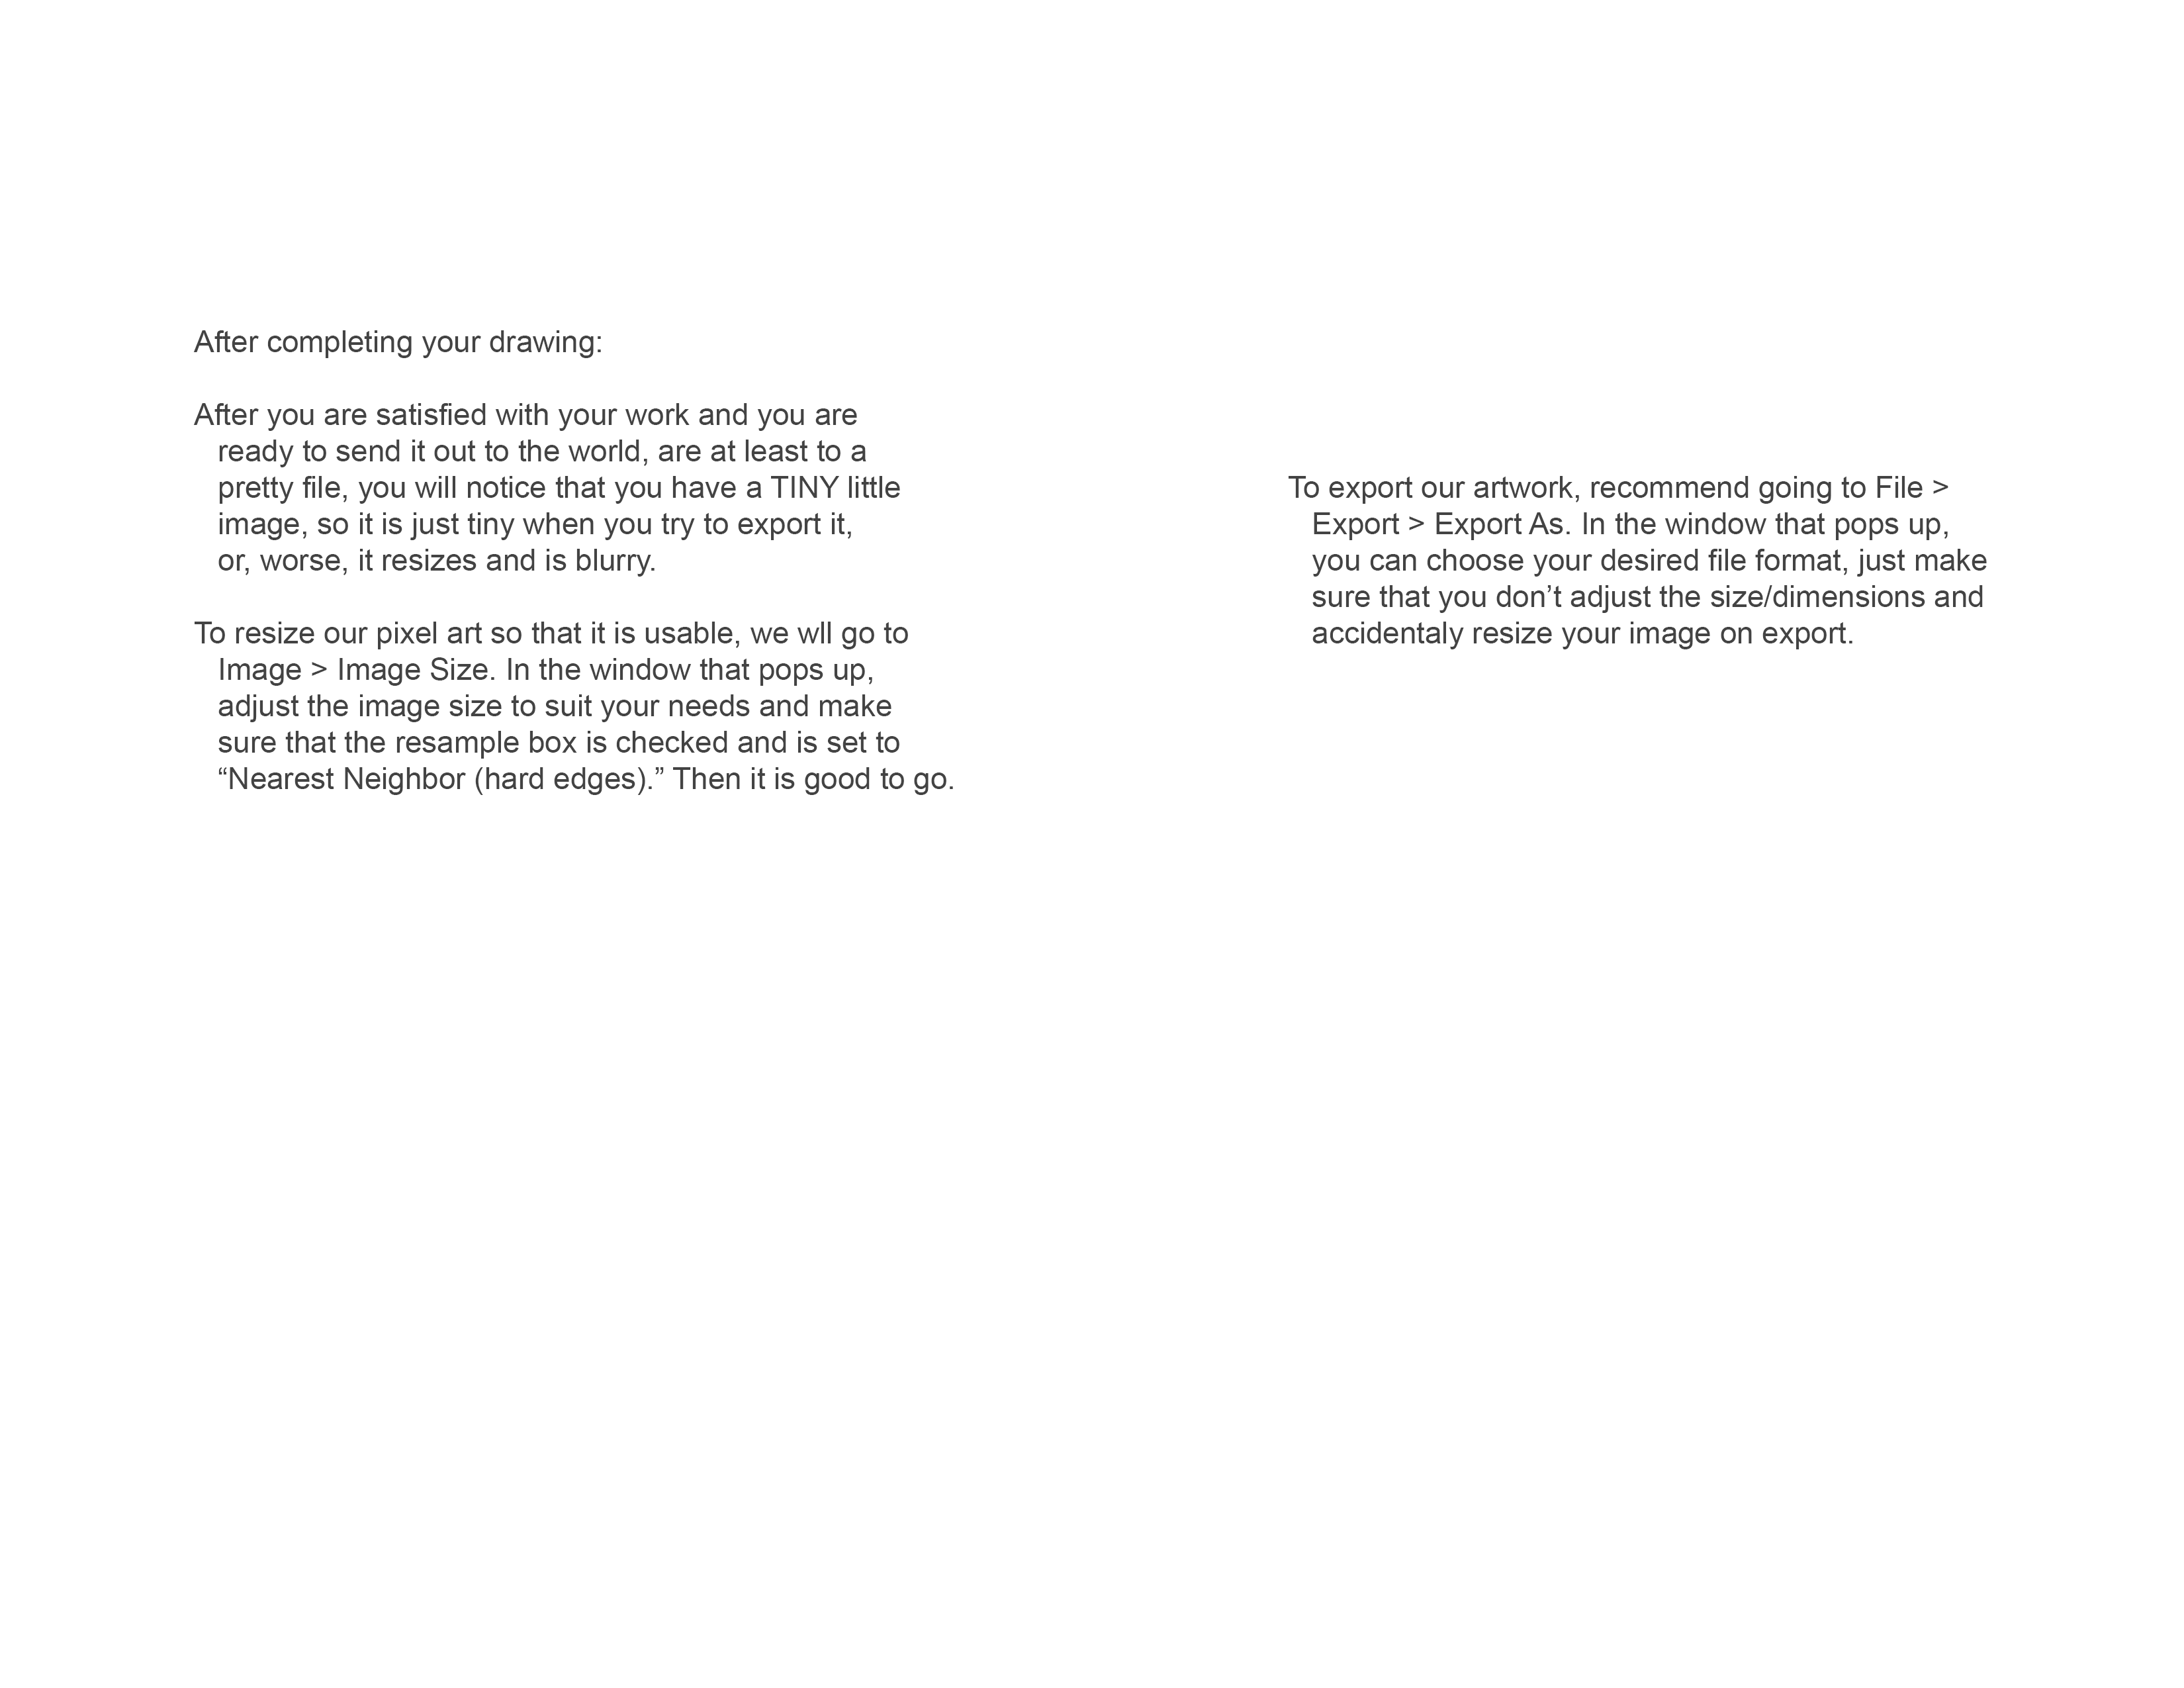 After completing your drawing:
After you are satisfied with your work and you are
ready to send it out to the world, are at least to a
pretty file, you will notice that you have a TINY little
image, so it is just tiny when you try to export it,
or, worse, it resizes and is blurry.
To resize our pixel art so that it is usable, we wll go to
Image > Image Size. In the window that pops up,
adjust the image size to suit your needs and make
sure that the resample box is checked and is set to
“Nearest Neighbor (hard edges).” Then it is good to go.
To export our artwork, recommend going to File >
Export > Export As. In the window that pops up,
you can choose your desired file format, just make
sure that you don’t adjust the size/dimensions and
accidentaly resize your image on export.